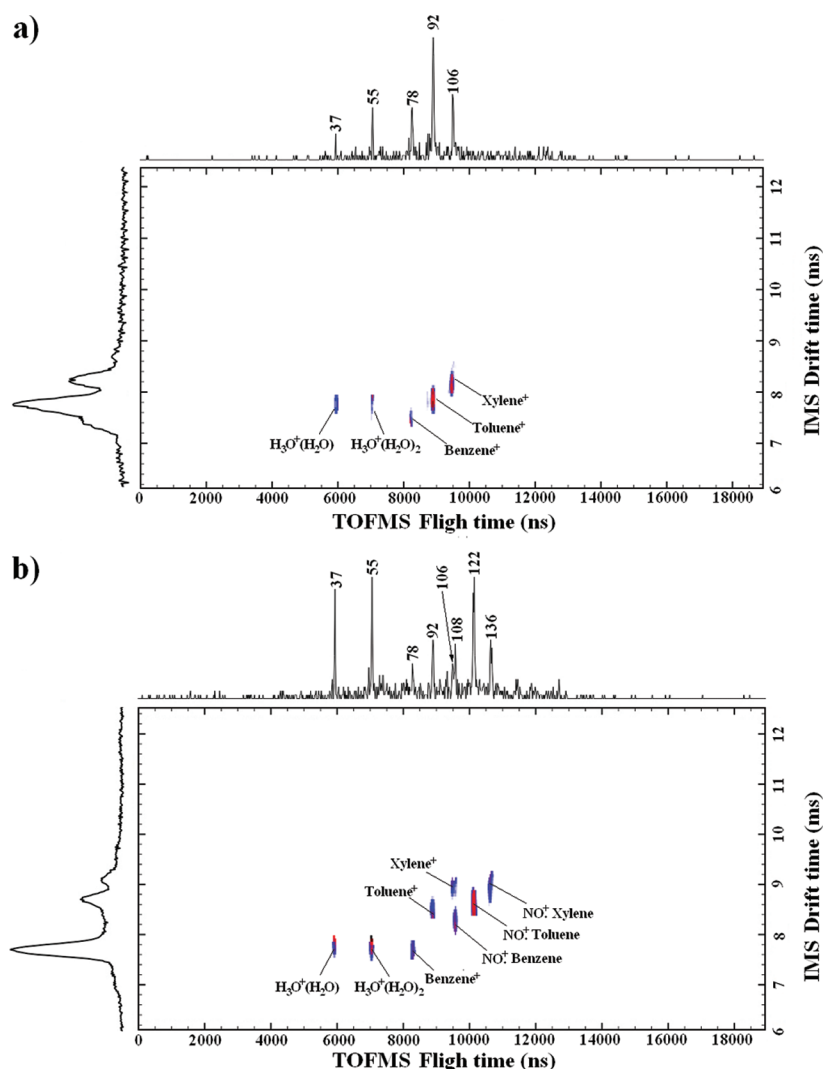 a)
37
55
78
92
106
12
11
10
9
8
7
6
IMS Drift time (ms)
Xylene+
Toluene+
H3O+(H2O) H3O+(H2O)2 Benzene+
0 2000 4000 6000 8000 10000 12000 14000 16000 18000
TOFMS Fligh time (ns)
b)
37
55
78
92
106
108
122
136
12
11
10
9
8
7
6
IMS Drift time (ms)
Xylene+
Toluene+
NO+. Xylene
NO+. Toluene
NO+. Benzene
H3O+(H2O) H3O+(H2O)2 Benzene+
0 2000 4000 6000 8000 10000 12000 14000 16000 18000
TOFMS Fligh time (ns)